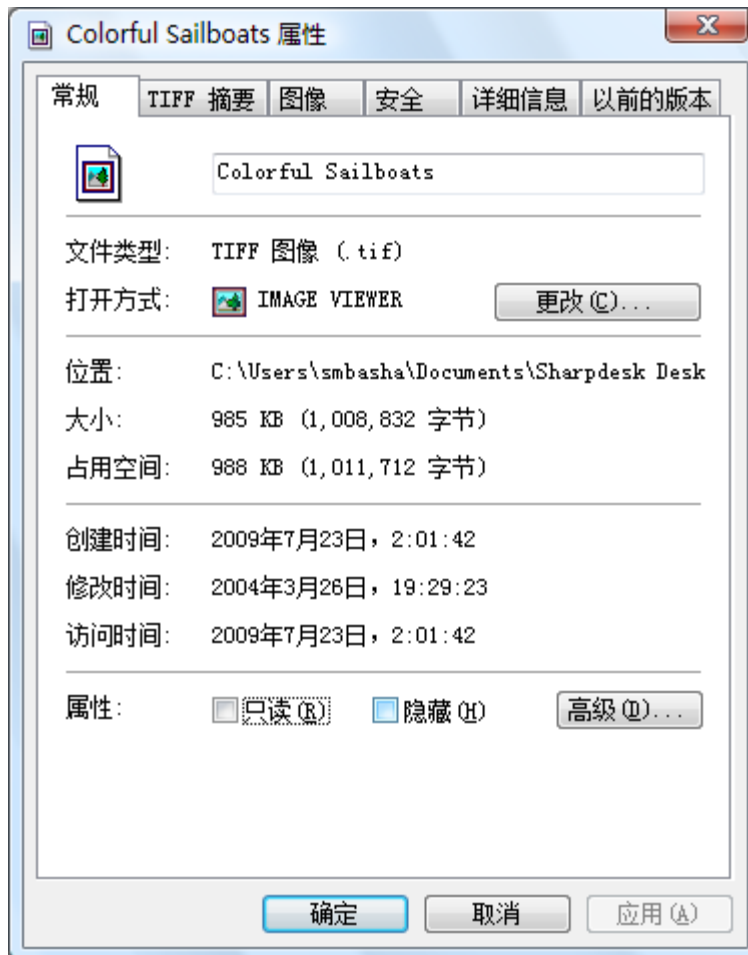 Colorful Sailboats 属性
常规 TIFF 摘要 图像 安全 详细信息 以前的版本
Colorful Sailboats
文件类型: TIFF 图像 (.tif)
打开方式: IMAGE VIEWER 更改(C)...
位置: C:\Users\smbasha\Documents\Sharpdesk Desk
大小: 985 KB (1,008,832 字节)
占用空间: 988 KB (1,011,712 字节)
创建时间: 2009年7月23日，2:01:42
修改时间: 2004年3月26日，19:29:23
访问时间: 2009年7月23日，2:01:42
属性: 只读(R) 隐藏(H) 高级(D)...
确定 取消 应用(A)